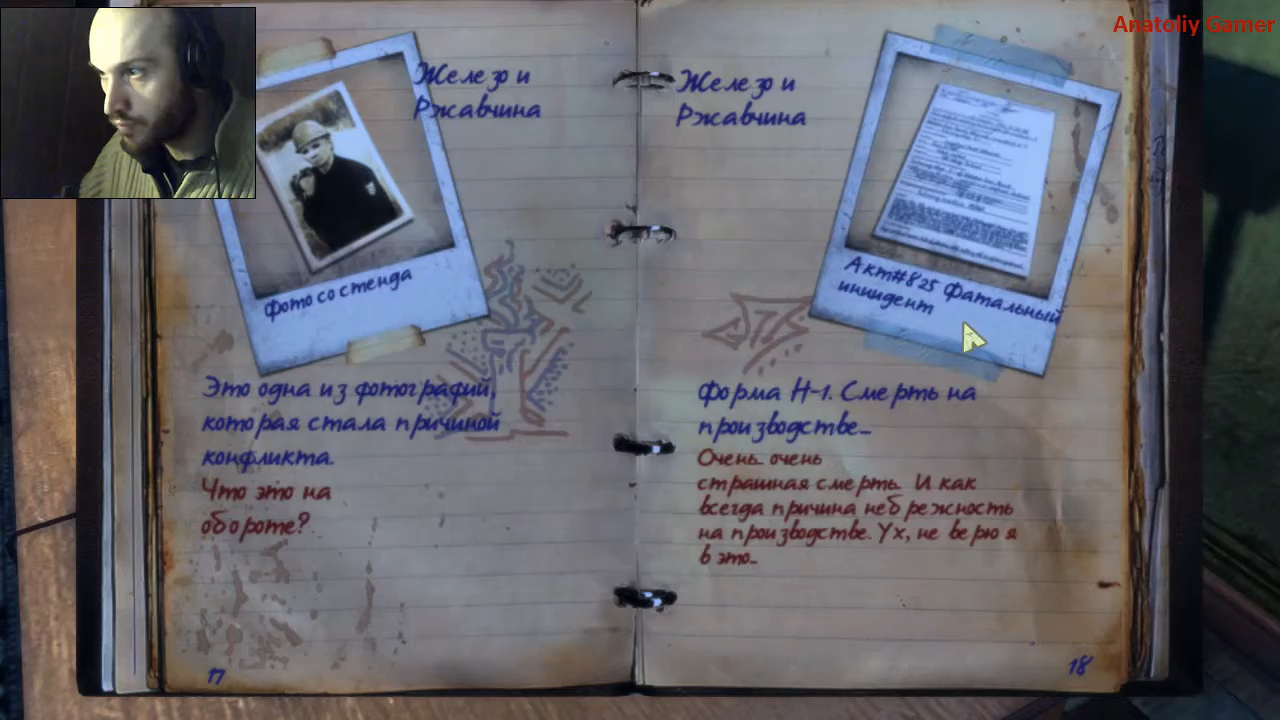 Anatoliy Gamer
Железо и
Ржавчина
Фото со стенда
Это одна из фотографий,
которая стала причиной
конфликта.
Что это на
обороте?
17
Железо и
Ржавчина
Акт#825 Фатальный
инцидент
Форма Н-1. Смерть на
производстве...
Очень.. очень
страшная смерть. И как
всегда причина небрежность
на производстве. Ух, не верю я
в это...
18